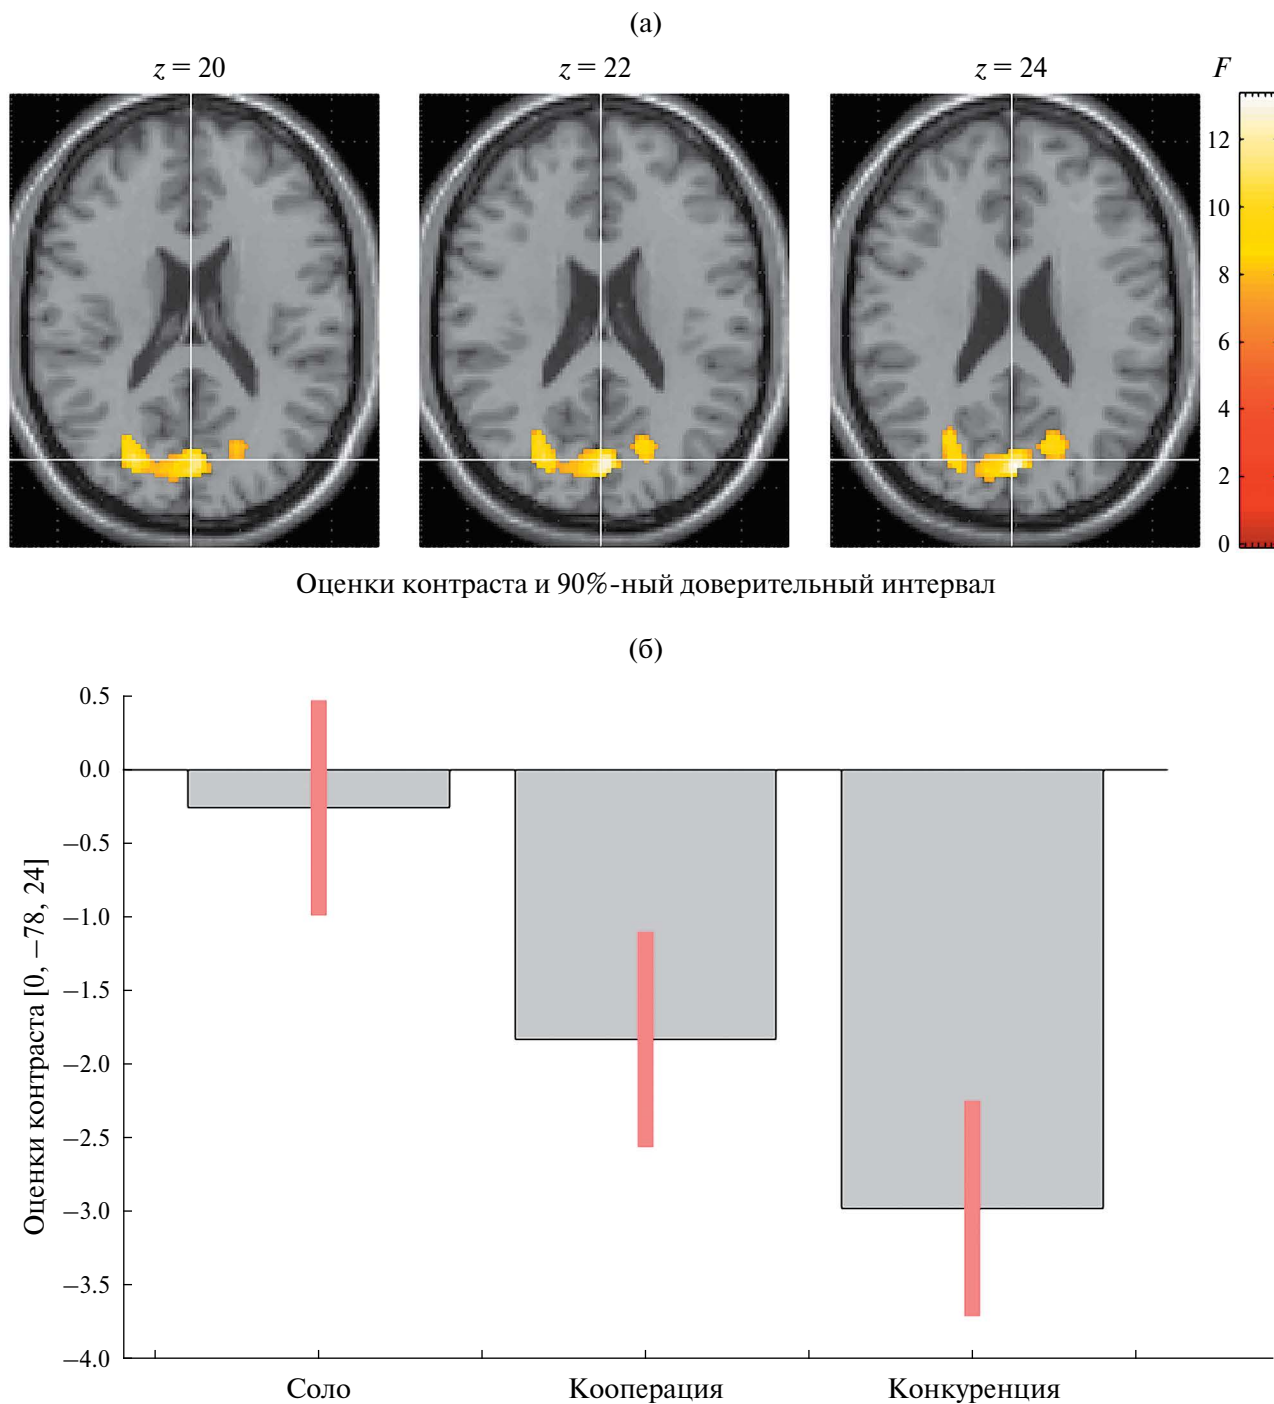 (а)
z = 20
z = 22
z = 24
F
12
10
8
6
4
2
0
Оценки контраста и 90%-ный доверительный интервал
(б)
Оценки контраста [0, −78, 24]
0.5
0.0
−0.5
−1.0
−1.5
−2.0
−2.5
−3.0
−3.5
−4.0
Соло
Кооперация
Конкуренция